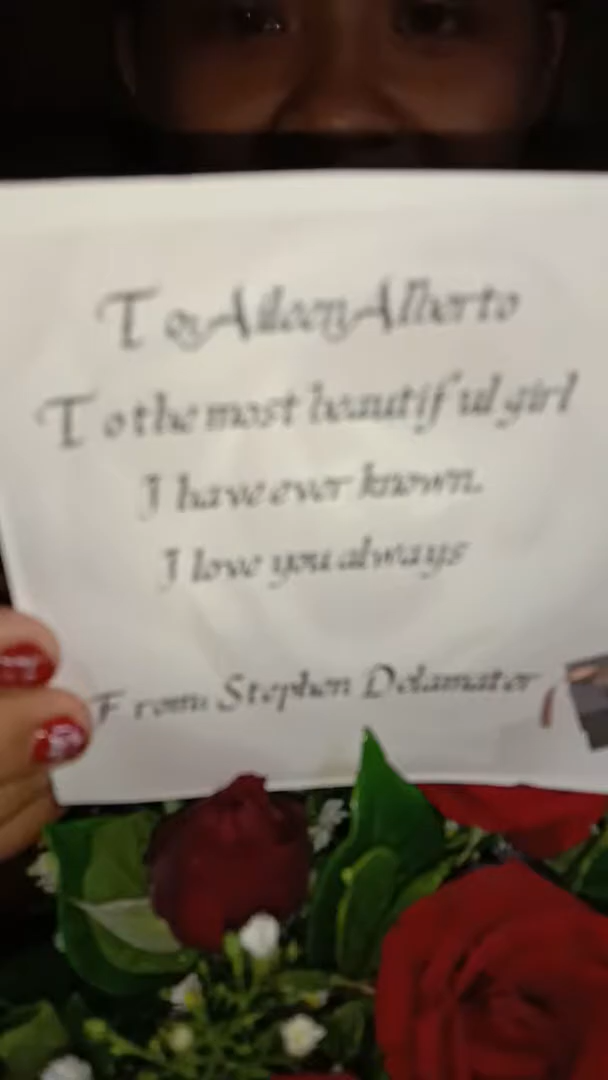 To Aileen Alberto
To the most beautiful girl
I have ever known.
I love you always
From Stephen Delamater